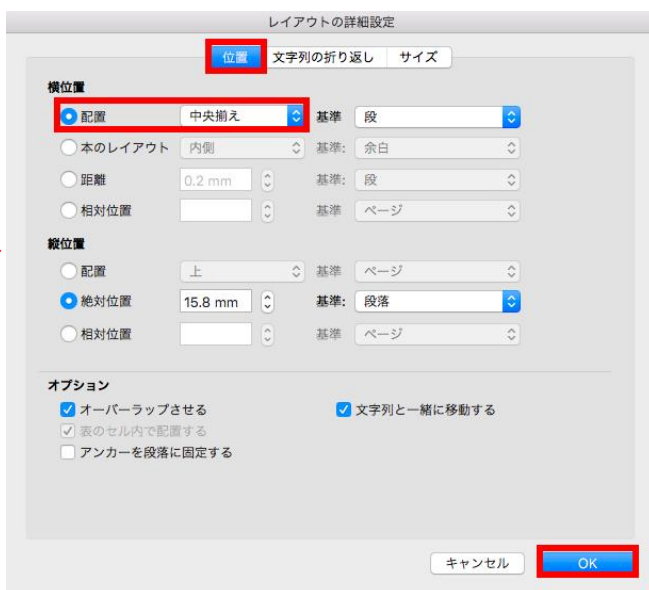 レイアウトの詳細設定
位置 文字列の折り返し サイズ
横位置
配置 中央揃え 基準 段
本のレイアウト 内側 基準: 余白
距離 0.2 mm 基準: 段
相対位置 基準 ページ
縦位置
配置 上 基準 ページ
絶対位置 15.8 mm 基準: 段落
相対位置 基準 ページ
オプション
オーバーラップさせる 文字列と一緒に移動する
表のセル内で配置する
アンカーを段落に固定する
キャンセル OK